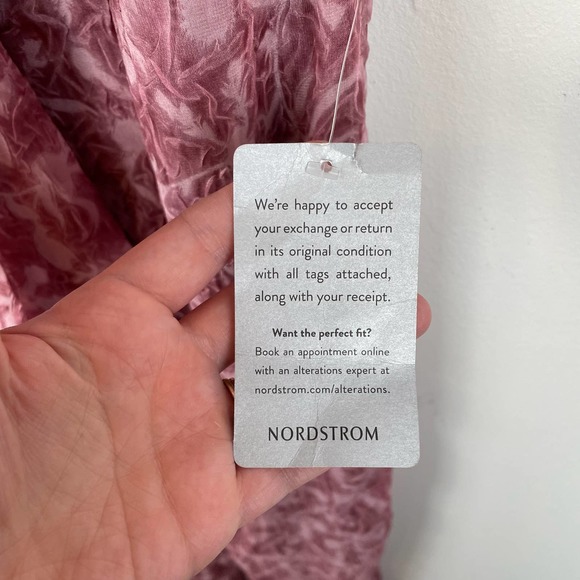 We're happy to accept
your exchange or return
in its original condition
with all tags attached,
along with your receipt.
Want the perfect fit?
Book an appointment online
with an alterations expert at
nordstrom.com/alterations.
NORDSTROM